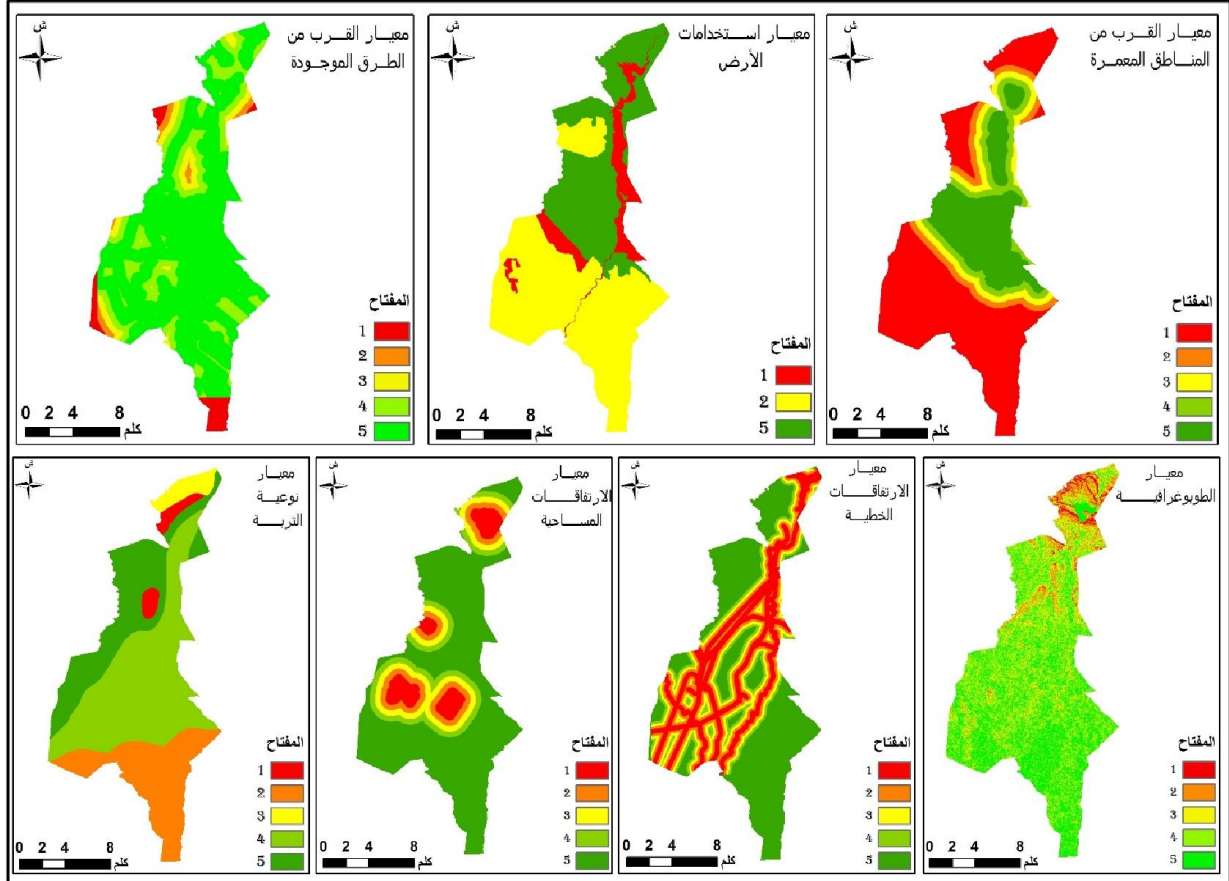 ش
معيار القرب من
المناطق المعمرة
المفتاح
1
2
3
4
5
0 2 4 8
كلم
ش
معيار استخدامات
الأرض
المفتاح
1
2
5
0 2 4 8
كلم
ش
معيار القرب من
الطرق الموجودة
المفتاح
1
2
3
4
5
0 2 4 8
كلم
ش
معيار
الطوبوغرافية
المفتاح
1
2
3
4
5
0 2 4 8
كلم
ش
معيار
الارتفاقات
الخطية
المفتاح
1
2
3
4
5
0 2 4 8
كلم
ش
معيار
الارتفاقات
المساحية
المفتاح
1
2
3
4
5
0 2 4 8
كلم
ش
معيار
نوعية
التربة
المفتاح
1
2
3
4
5
0 2 4 8
كلم